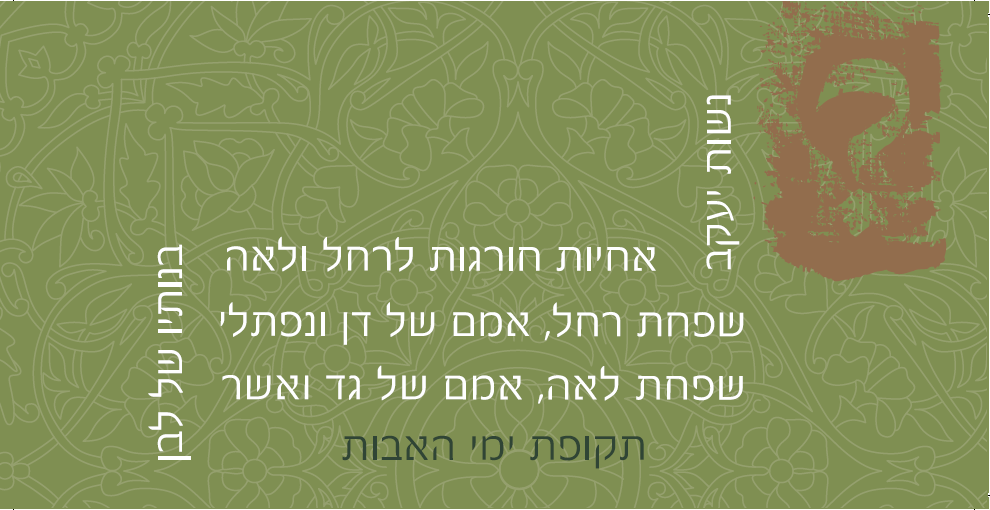 נשות יעקב
אחיות חורגות לרחל ולאה
שפחת רחל, אמם של דן ונפתלי
שפחת לאה, אמם של גד ואשר
תקופת ימי האבות
בנותיו של לבן